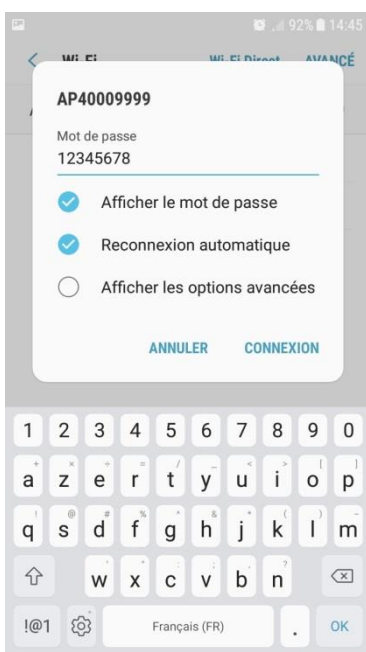 92% 14:45
Wi-Fi Wi-Fi Direct AVANCÉ
AP40009999
Mot de passe
12345678
Afficher le mot de passe
Reconnexion automatique
Afficher les options avancées
ANNULER CONNEXION
1 2 3 4 5 6 7 8 9 0
+ × ÷ = / _ < > [ ]
a z e r t y u i o p
! @ # % ^ & * ( ) -
q s d f g h j k l m
' " : ; , ?
w x c v b n
!@1 Français (FR) . OK